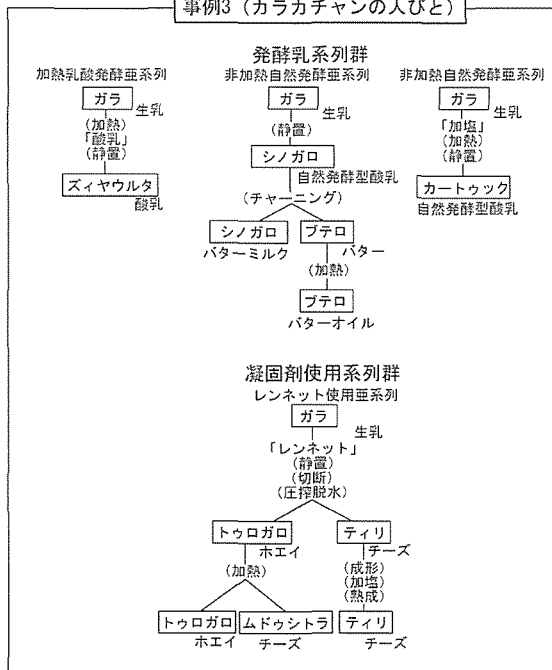 事例3（カラカチャンの人びと）
発酵乳系列群
加熱乳酸発酵亜系列
ガラ
生乳
(加熱)
「酸乳」
(静置)
ズィヤウルタ
酸乳
非加熱自然発酵亜系列
ガラ
生乳
(静置)
シノガロ
自然発酵型酸乳
(チャーニング)
シノガロ
バターミルク
ブテロ
バター
(加熱)
ブテロ
バターオイル
非加熱自然発酵亜系列
ガラ
生乳
「加塩」
(加熱)
(静置)
カートゥック
自然発酵型酸乳
凝固剤使用系列群
レンネット使用亜系列
ガラ
生乳
「レンネット」
(静置)
(切断)
(圧搾脱水)
トゥロガロ
ホエイ
(加熱)
トゥロガロ
ホエイ
ムドゥシトラ
チーズ
ティリ
チーズ
(成形)
(加塩)
(熟成)
ティリ
チーズ